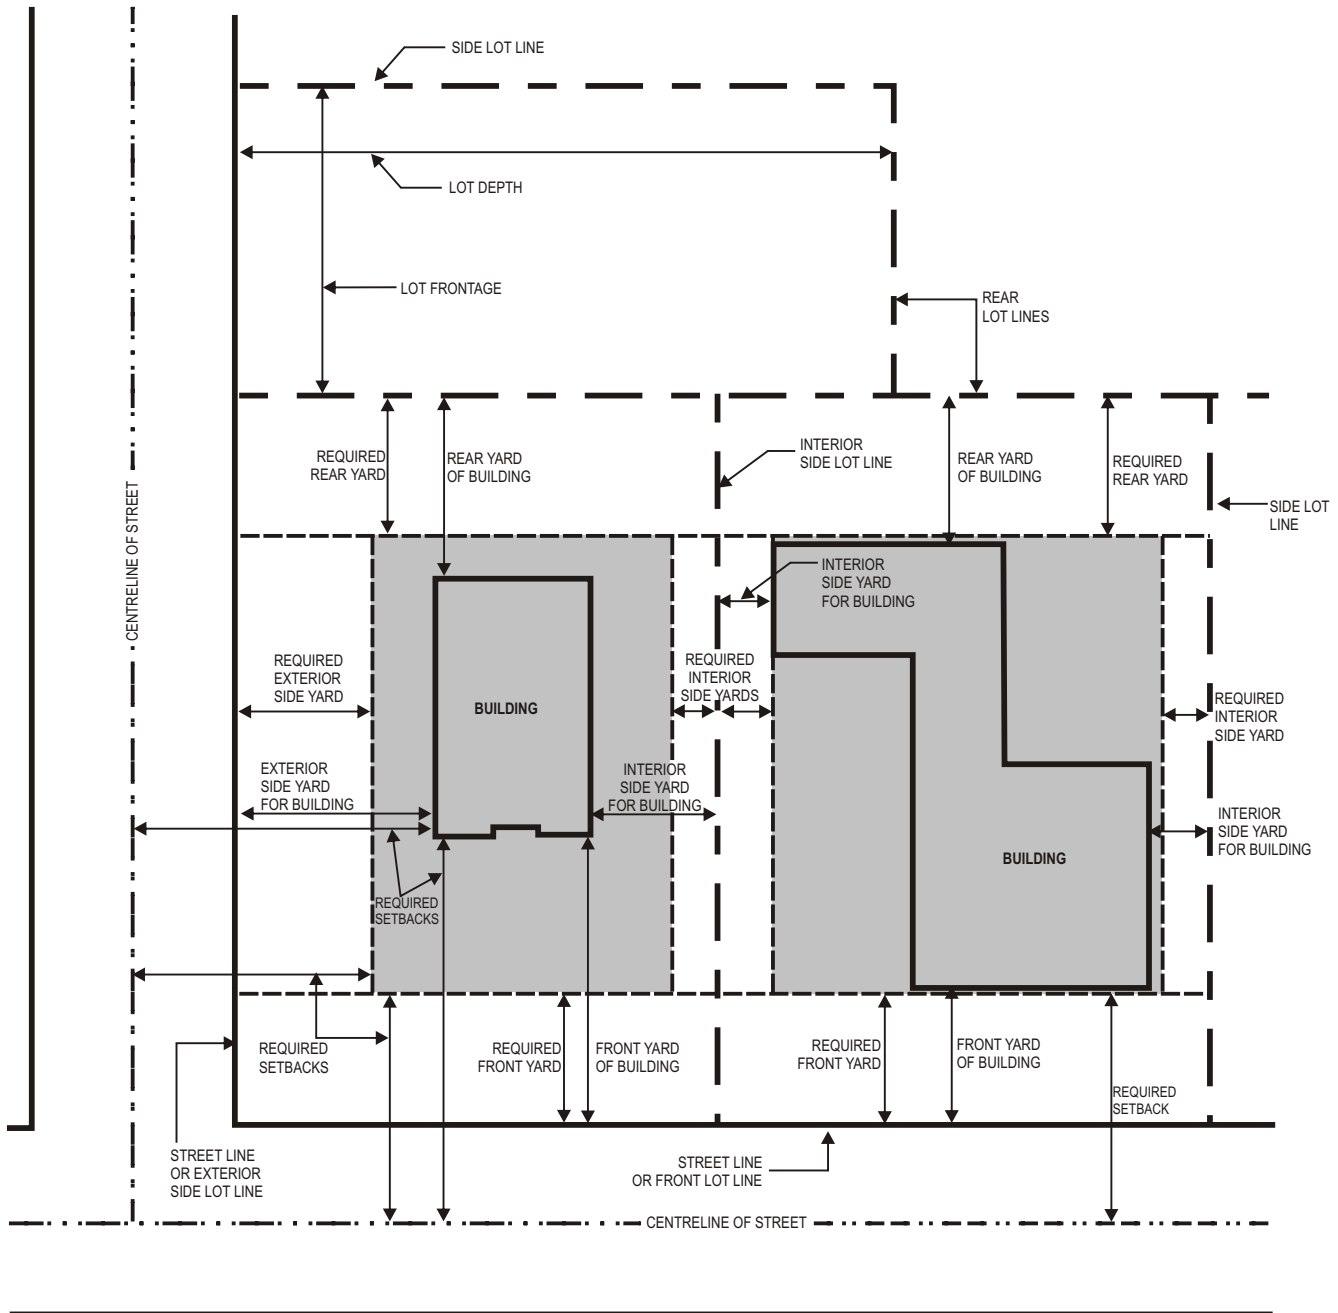 SIDE LOT LINE
LOT DEPTH
LOT FRONTAGE
REAR
LOT LINES
REQUIRED
REAR YARD
REAR YARD
OF BUILDING
INTERIOR
SIDE LOT LINE
REAR YARD
OF BUILDING
REQUIRED
REAR YARD
SIDE LOT
LINE
CENTRELINE OF STREET
INTERIOR
SIDE YARD
FOR BUILDING
REQUIRED
EXTERIOR
SIDE YARD
BUILDING
REQUIRED
INTERIOR
SIDE YARDS
REQUIRED
INTERIOR
SIDE YARD
EXTERIOR
SIDE YARD
FOR BUILDING
INTERIOR
SIDE YARD
FOR BUILDING
INTERIOR
SIDE YARD
FOR BUILDING
BUILDING
REQUIRED
SETBACKS
REQUIRED
SETBACKS
REQUIRED
FRONT YARD
FRONT YARD
OF BUILDING
REQUIRED
FRONT YARD
FRONT YARD
OF BUILDING
REQUIRED
SETBACK
STREET LINE
OR EXTERIOR
SIDE LOT LINE
STREET LINE
OR FRONT LOT LINE
CENTRELINE OF STREET